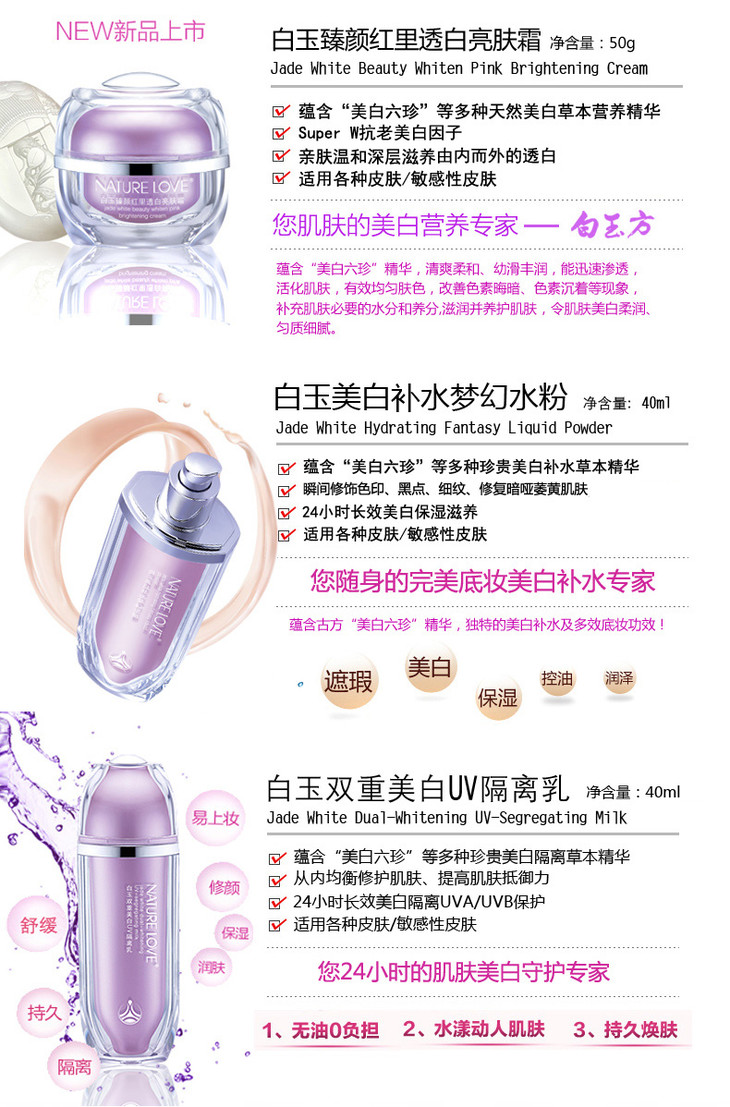 NEW新品上市
白玉臻颜红里透白亮肤霜 净含量：50g
Jade White Beauty Whiten Pink Brightening Cream
蕴含“美白六珍”等多种天然美白草本营养精华
Super W抗老美白因子
亲肤温和深层滋养由内而外的透白
适用各种皮肤/敏感性皮肤
NATURE LOVE
白玉臻颜红里透白亮肤霜
jade white beauty whiten pink
brightening cream
您肌肤的美白营养专家 — 白玉方
蕴含“美白六珍”精华，清爽柔和、幼滑丰润，能迅速渗透，
活化肌肤，有效均匀肤色，改善色素晦暗、色素沉着等现象，
补充肌肤必要的水分和养分,滋润并养护肌肤，令肌肤美白柔润、
匀质细腻。
白玉美白补水梦幻水粉 净含量: 40ml
Jade White Hydrating Fantasy Liquid Powder
蕴含“美白六珍”等多种珍贵美白补水草本精华
瞬间修饰色印、黑点、细纹、修复暗哑萎黄肌肤
24小时长效美白保湿滋养
适用各种皮肤/敏感性皮肤
NATURE LOVE
您随身的完美底妆美白补水专家
蕴含古方“美白六珍”精华，独特的美白补水及多效底妆功效！
遮瑕 美白 保湿 控油 润泽
白玉双重美白UV隔离乳 净含量：40ml
Jade White Dual-Whitening UV-Segregating Milk
蕴含“美白六珍”等多种珍贵美白隔离草本精华
从内均衡修护肌肤、提高肌肤抵御力
24小时长效美白隔离UVA/UVB保护
适用各种皮肤/敏感性皮肤
易上妆
修颜
保湿
润肤
舒缓
持久
隔离
NATURE LOVE
jade white dual-whitening
UV-segregating milk
白玉双重美白UV隔离乳
您24小时的肌肤美白守护专家
1、无油0负担 2、水漾动人肌肤 3、持久焕肤